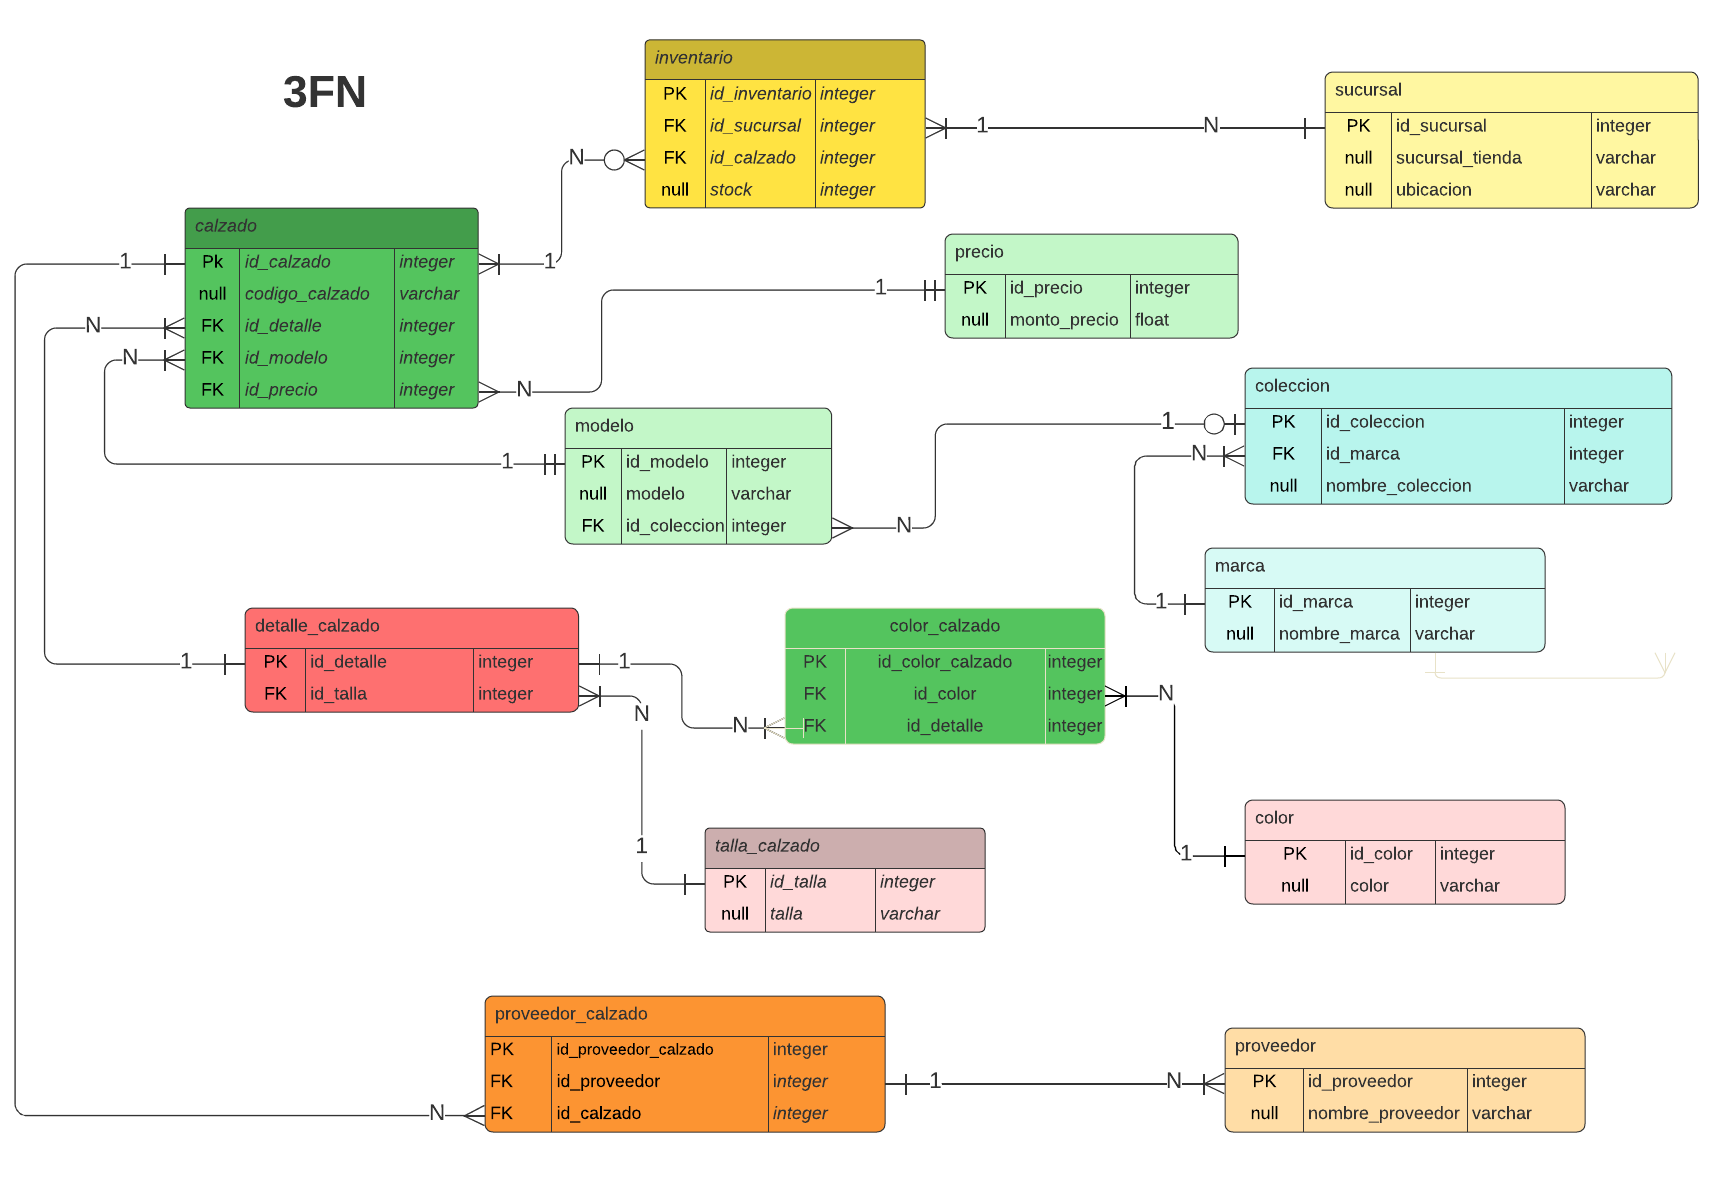 3FN
inventario
PK id_inventario integer
FK id_sucursal integer
FK id_calzado integer
null stock integer
1 N
sucursal
PK id_sucursal integer
null sucursal_tienda varchar
null ubicacion varchar
N
1
calzado
Pk id_calzado integer
null codigo_calzado varchar
FK id_detalle integer
FK id_modelo integer
FK id_precio integer
1
N
N
N
1
precio
PK id_precio integer
null monto_precio float
modelo
PK id_modelo integer
null modelo varchar
FK id_coleccion integer
1
N
1
coleccion
PK id_coleccion integer
FK id_marca integer
null nombre_coleccion varchar
N
1
marca
PK id_marca integer
null nombre_marca varchar
detalle_calzado
PK id_detalle integer
FK id_talla integer
1
1
N
N
color_calzado
PK id_color_calzado integer
FK id_color integer
FK id_detalle integer
N
1
1
talla_calzado
PK id_talla integer
null talla varchar
color
PK id_color integer
null color varchar
proveedor_calzado
PK id_proveedor_calzado integer
FK id_proveedor integer
FK id_calzado integer
N
1 N
proveedor
PK id_proveedor integer
null nombre_proveedor varchar